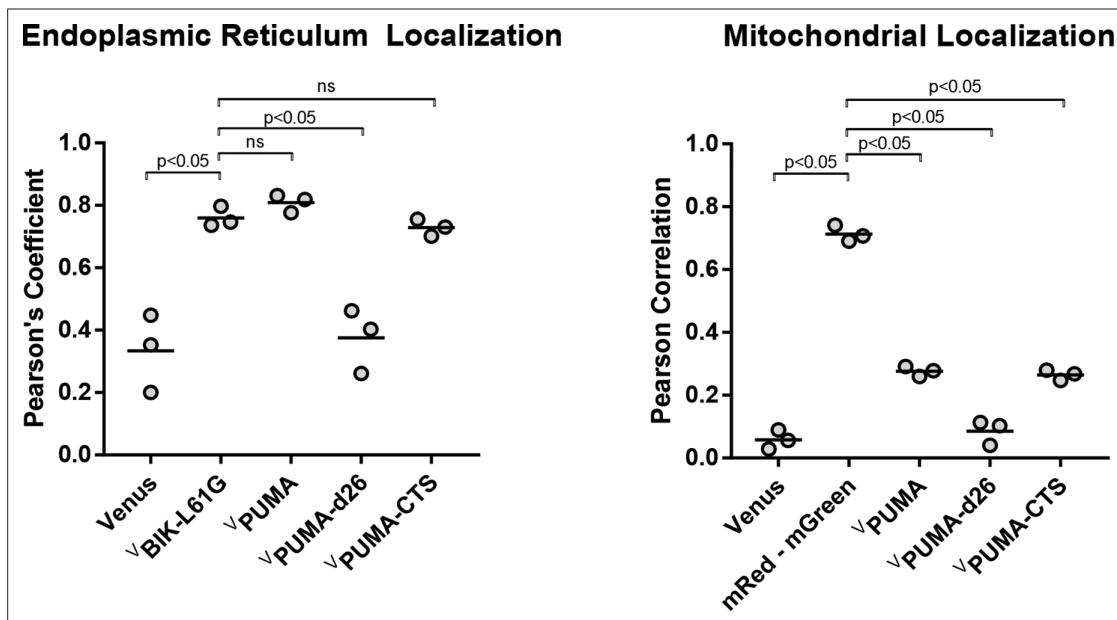 Endoplasmic Reticulum Localization
ns
p<0.05
ns
p<0.05
1.0
0.8
0.6
0.4
0.2
0.0
Pearson's Coefficient
Venus
VBIK-L61G
VPUMA
VPUMA-d26
VPUMA-CTS
Mitochondrial Localization
p<0.05
p<0.05
p<0.05
p<0.05
1.0
0.8
0.6
0.4
0.2
0.0
Pearson Correlation
Venus
mRed - mGreen
VPUMA
VPUMA-d26
VPUMA-CTS